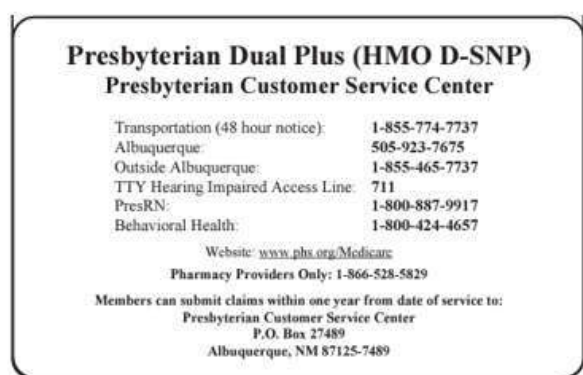 Presbyterian Dual Plus (HMO D-SNP)
Presbyterian Customer Service Center
Transportation (48 hour notice): 1-855-774-7737
Albuquerque: 505-923-7675
Outside Albuquerque: 1-855-465-7737
TTY Hearing Impaired Access Line: 711
PresRN: 1-800-887-9917
Behavioral Health: 1-800-424-4657
Website: www.phs.org/Medicare
Pharmacy Providers Only: 1-866-528-5829
Members can submit claims within one year from date of service to:
Presbyterian Customer Service Center
P.O. Box 27489
Albuquerque, NM 87125-7489